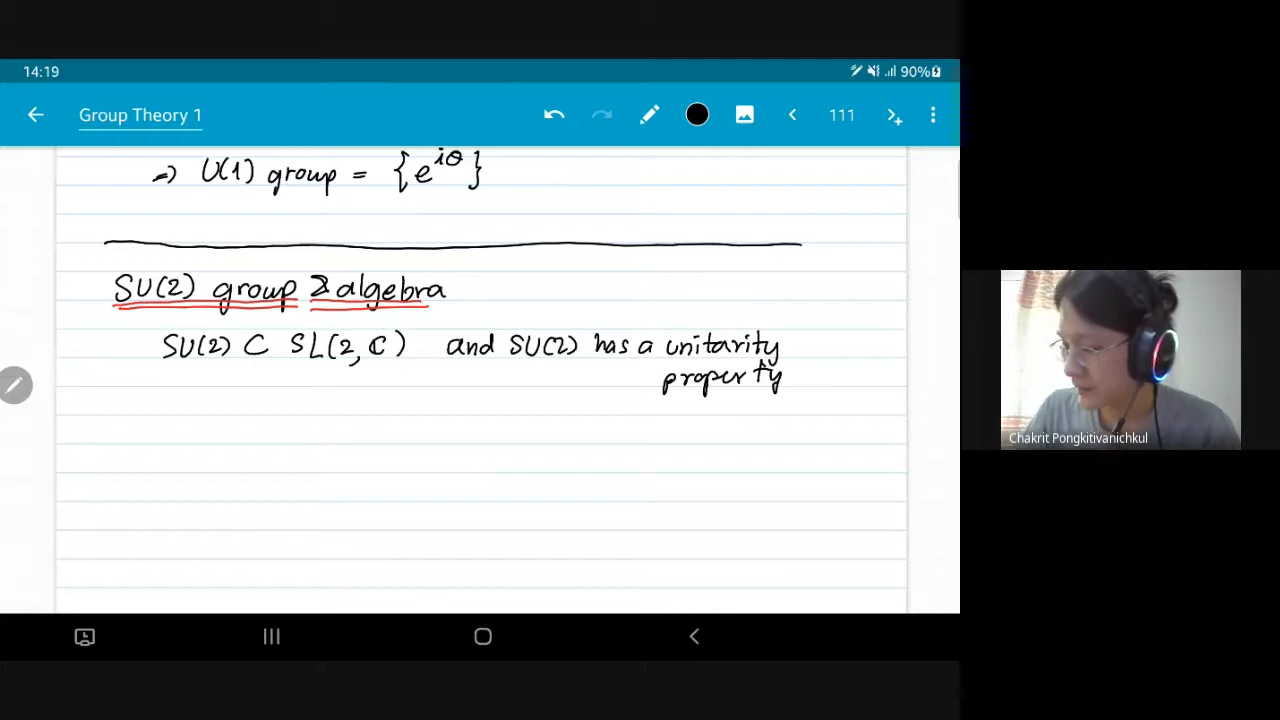 14:19
90%
Group Theory 1
111
⇒ U(1) group = {e^{iθ}}
SU(2) group & algebra
SU(2) ⊂ SL(2, ℂ) and SU(2) has a unitarity
property
Chakrit Pongkitivanichkul